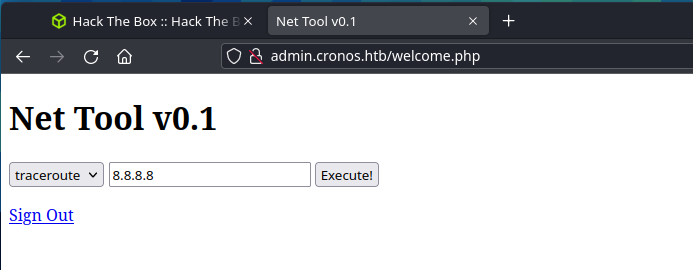 Hack The Box :: Hack The B
Net Tool v0.1
admin.cronos.htb/welcome.php
Net Tool v0.1
traceroute 8.8.8.8 Execute!
Sign Out